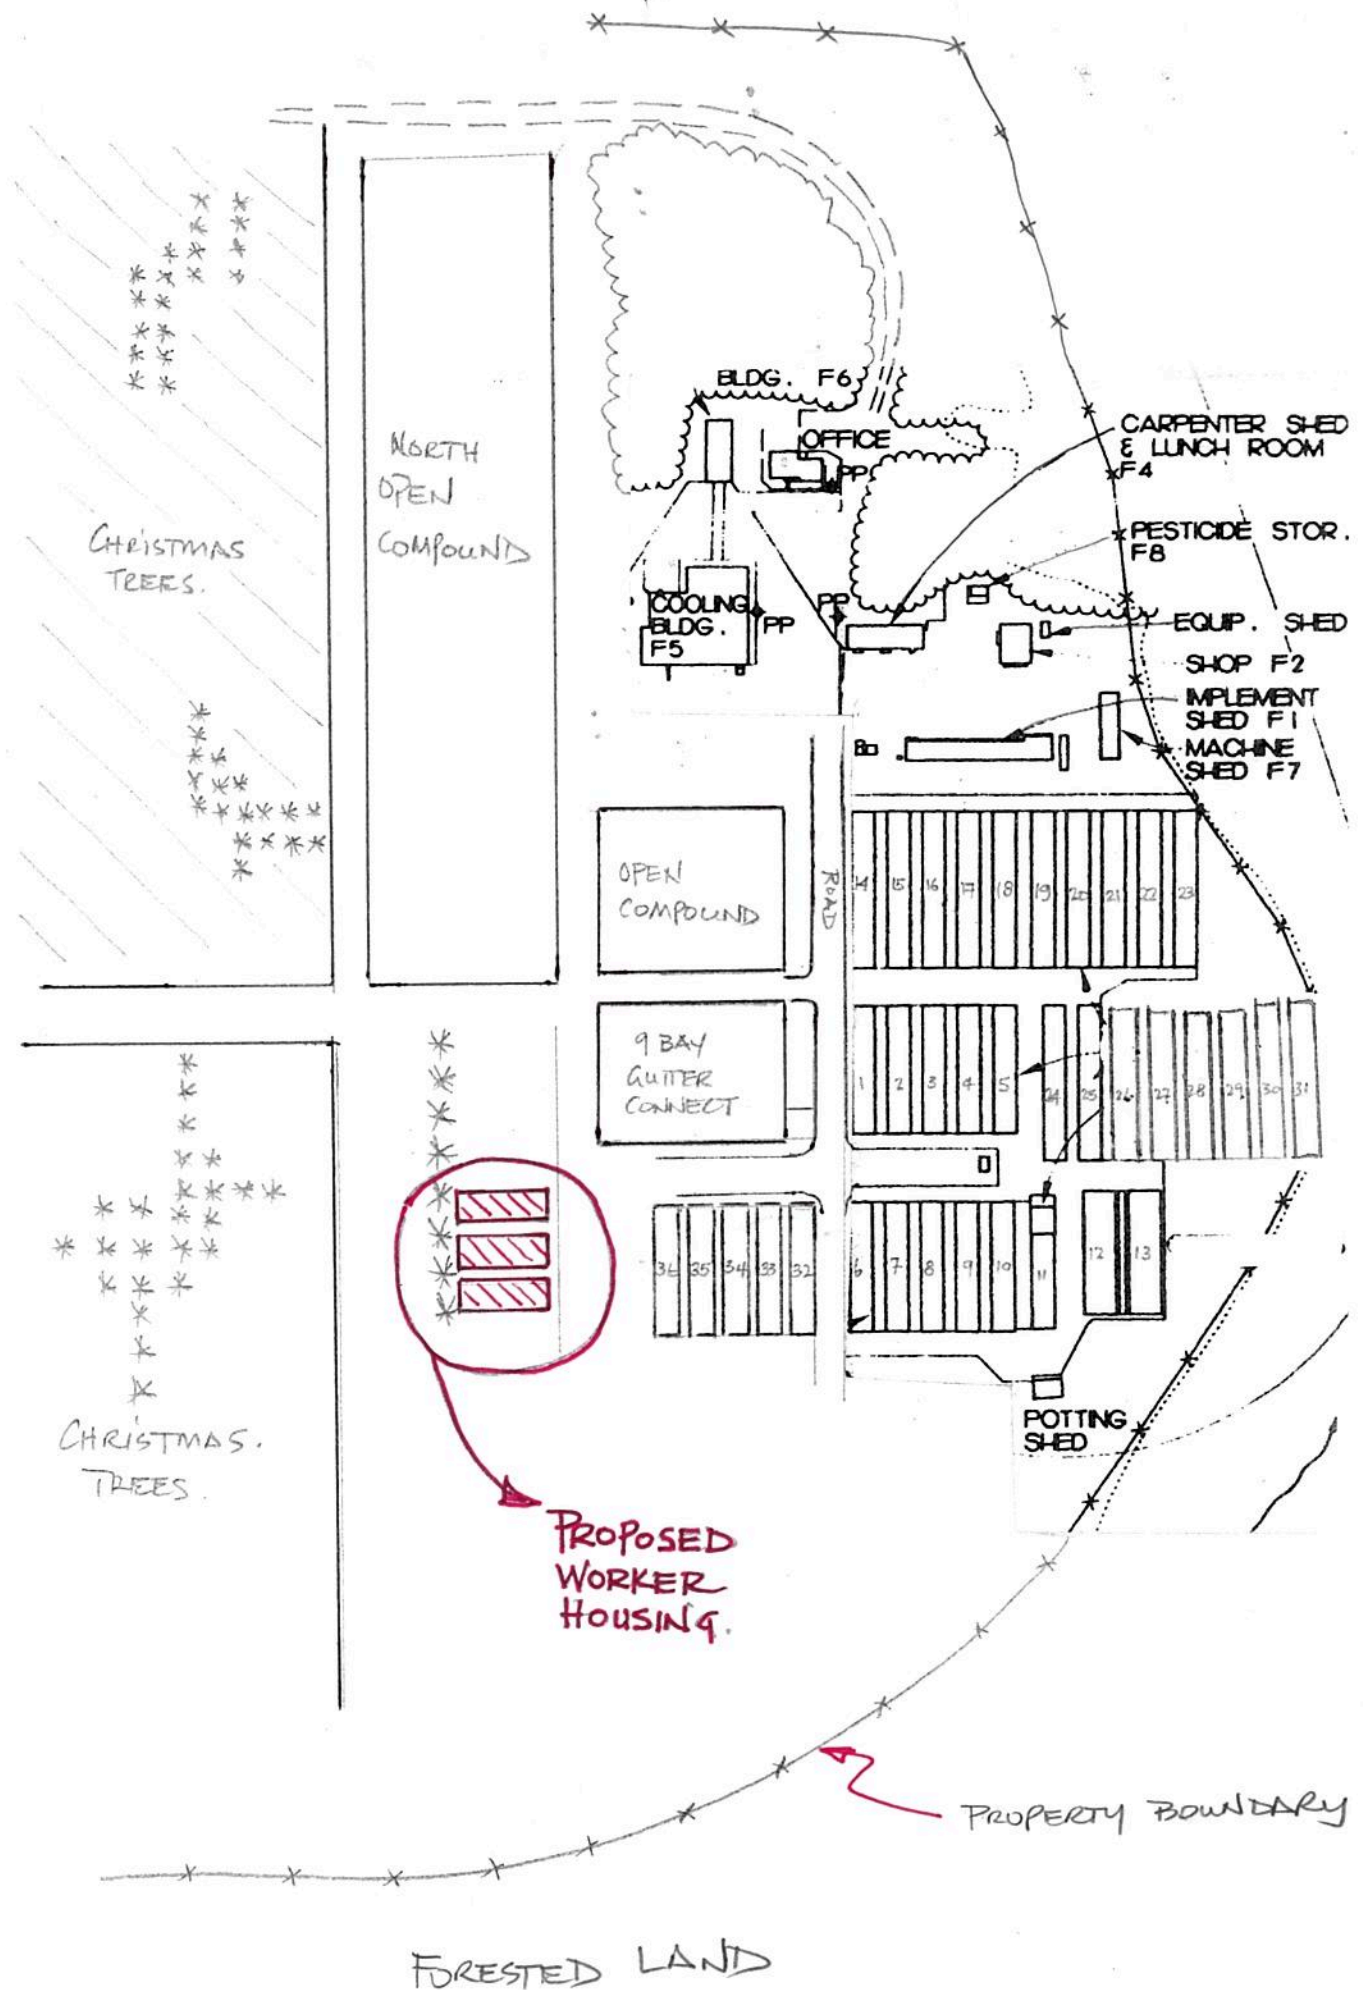 BLDG. F6
OFFICE
PP
CARPENTER SHED
& LUNCH ROOM
F4
NORTH
OPEN
COMPOUND
CHRISTMAS
TREES.
PESTICIDE STOR.
F8
COOLING
BLDG.
F5
PP
PP
EQUIP. SHED
SHOP F2
IMPLEMENT
SHED F1
MACHINE
SHED F7
OPEN
COMPOUND
ROAD
14 15 16 17 18 19 20 21 22 23
9 BAY
GUTTER
CONNECT
1 2 3 4 5 24 25 26 27 28 29 30 31
36 35 34 33 32 6 7 8 9 10 11 12 13
POTTING
SHED
CHRISTMAS.
TREES.
PROPOSED
WORKER
HOUSING.
PROPERTY BOUNDARY
FORESTED LAND